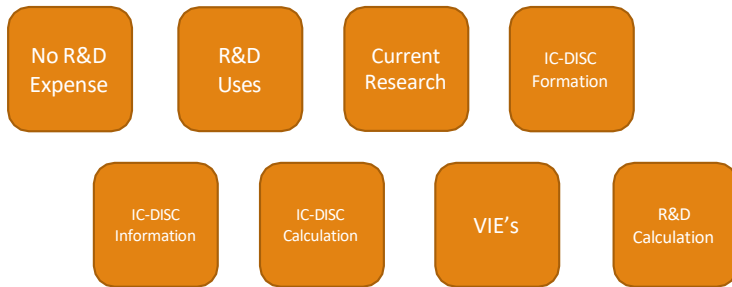 No R&D
Expense
R&D
Uses
Current
Research
IC-DISC
Formation
IC-DISC
Information
IC-DISC
Calculation
VIE's
R&D
Calculation